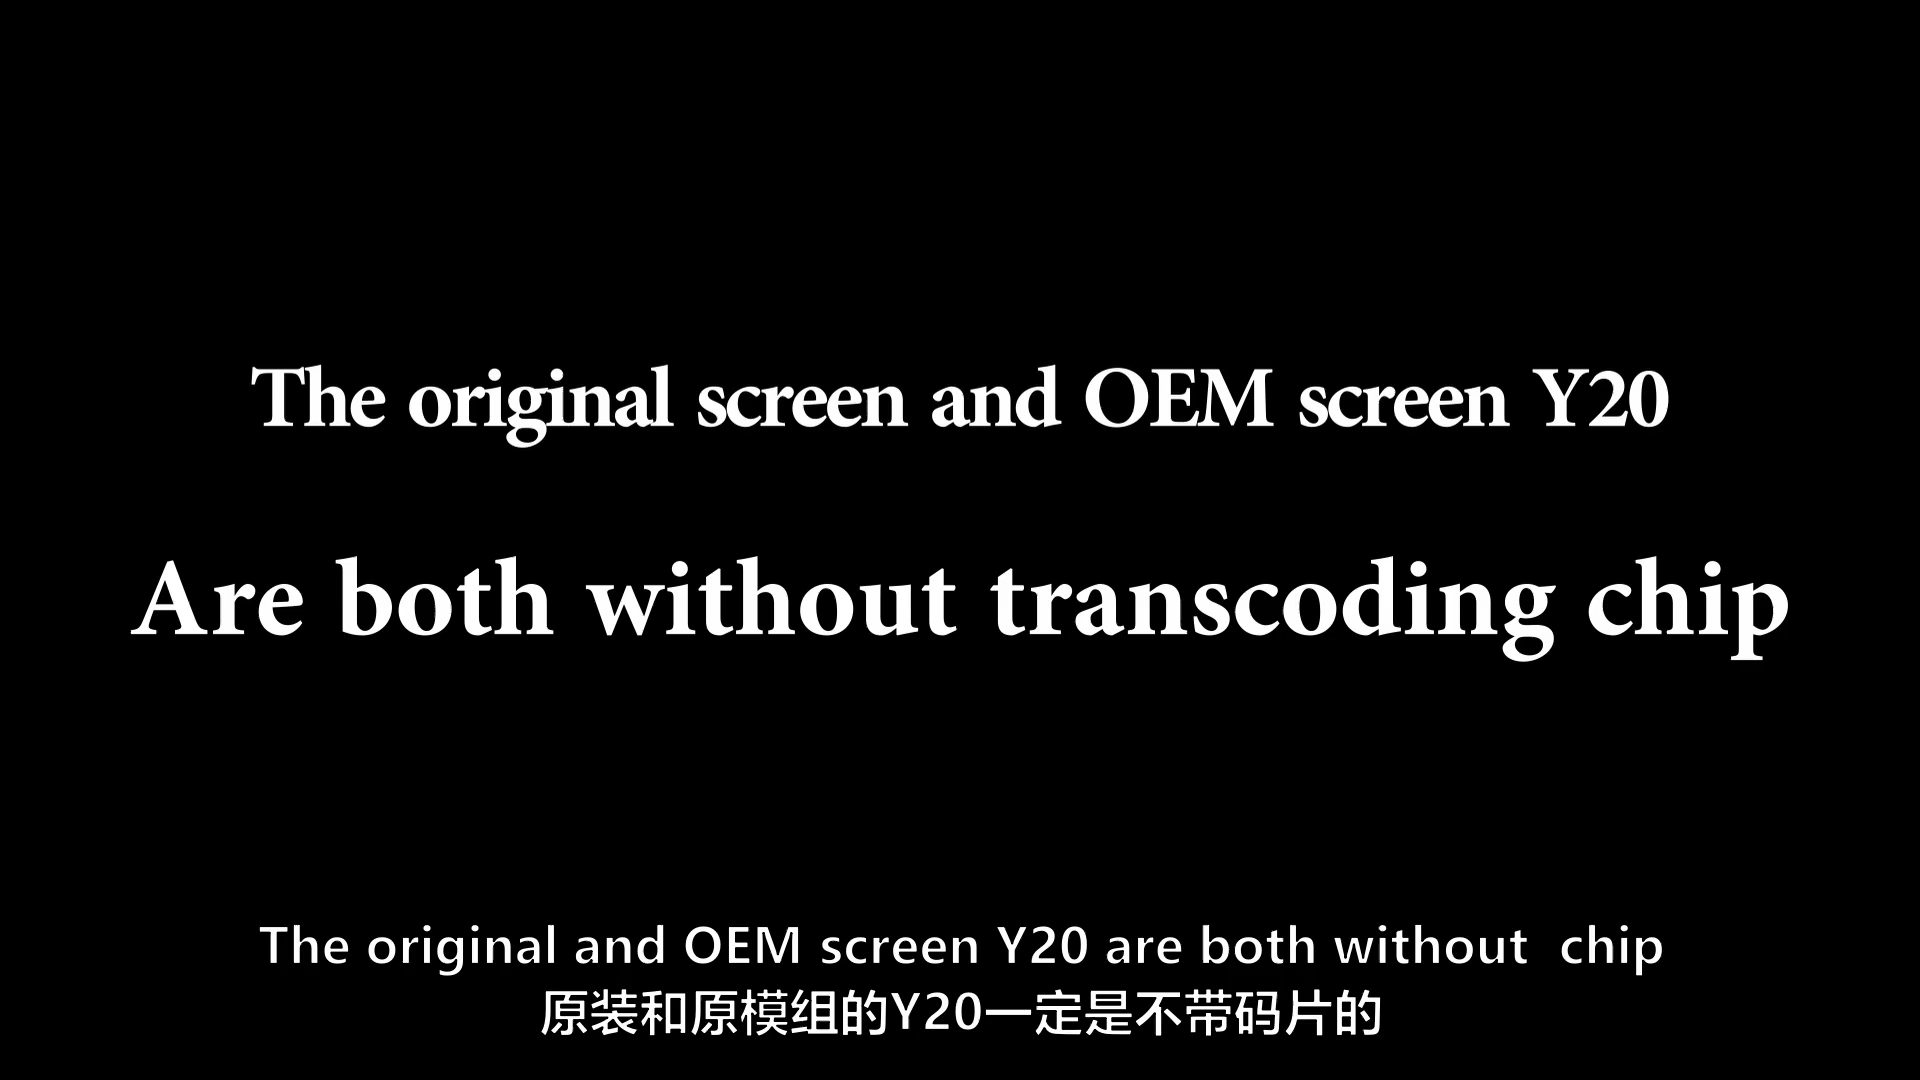 The original screen and OEM screen Y20
Are both without transcoding chip
The original and OEM screen Y20 are both without  chip
原装和原模组的Y20一定是不带码片的